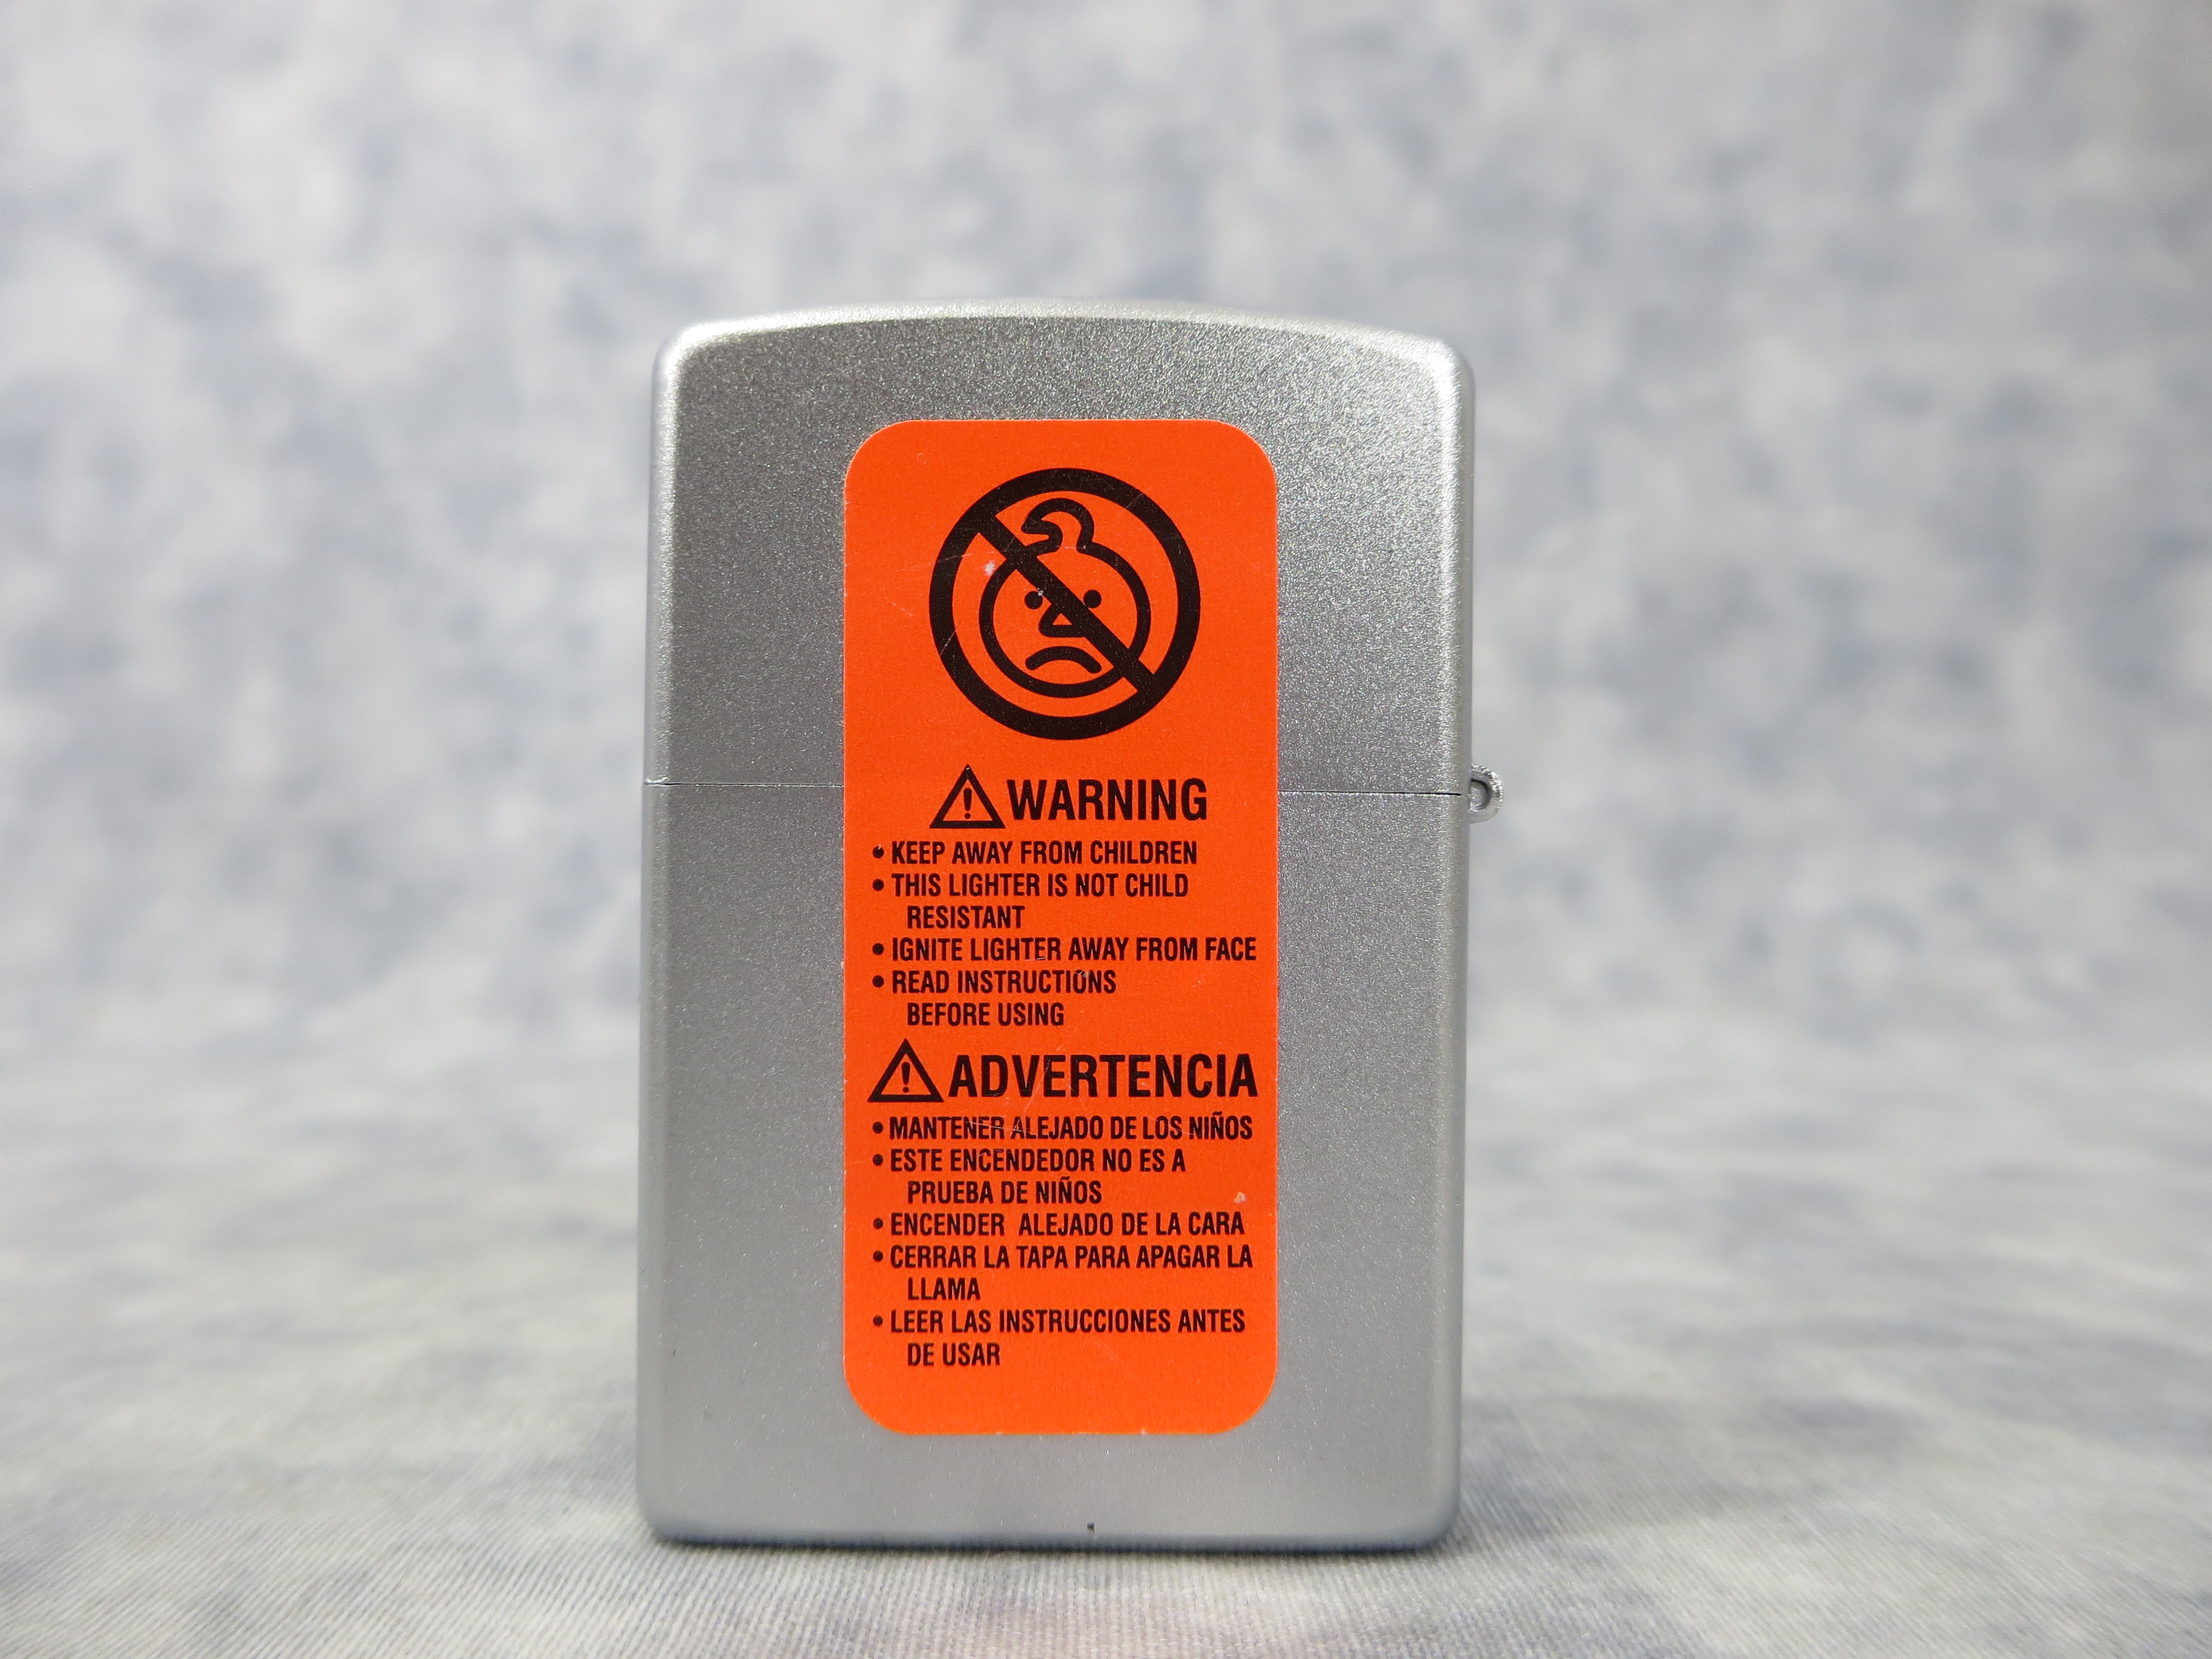 WARNING
• KEEP AWAY FROM CHILDREN
• THIS LIGHTER IS NOT CHILD
RESISTANT
• IGNITE LIGHTER AWAY FROM FACE
• READ INSTRUCTIONS
BEFORE USING
ADVERTENCIA
• MANTENER ALEJADO DE LOS NIÑOS
• ESTE ENCENDEDOR NO ES A
PRUEBA DE NIÑOS
• ENCENDER ALEJADO DE LA CARA
• CERRAR LA TAPA PARA APAGAR LA
LLAMA
• LEER LAS INSTRUCCIONES ANTES
DE USAR